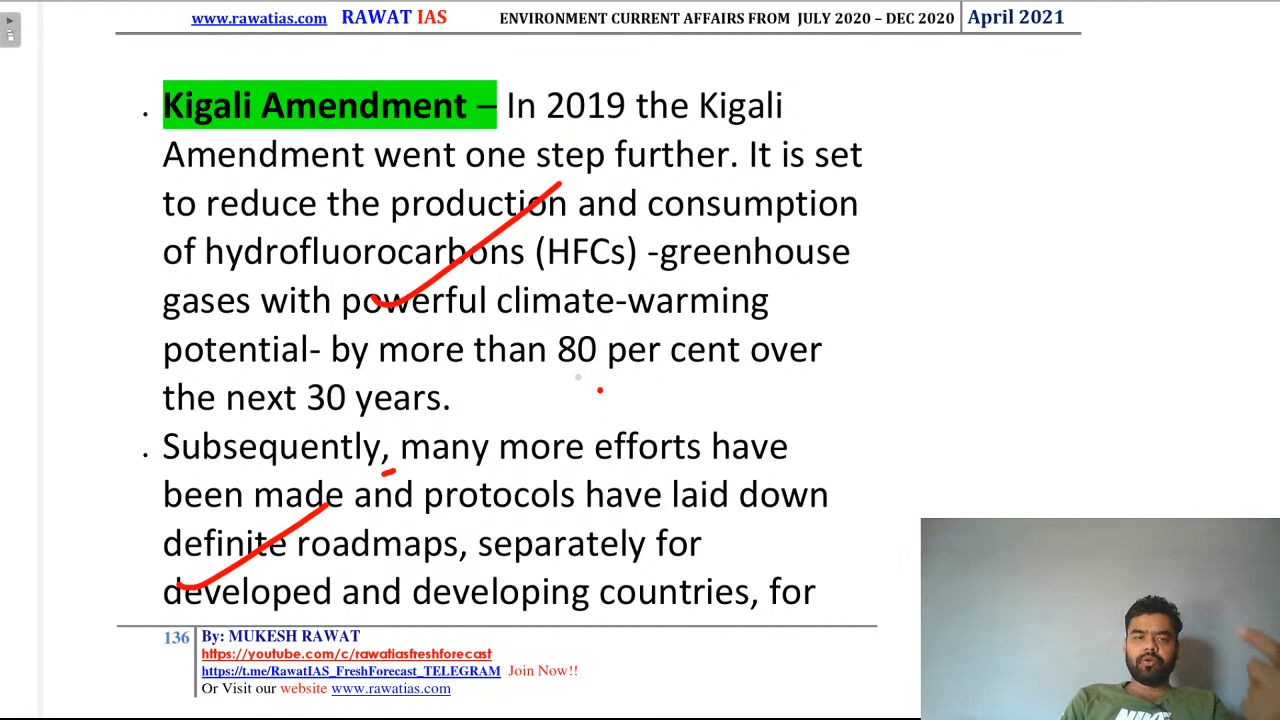 www.rawatias.com RAWAT IAS ENVIRONMENT CURRENT AFFAIRS FROM JULY 2020 – DEC 2020 April 2021
• Kigali Amendment – In 2019 the Kigali
Amendment went one step further. It is set
to reduce the production and consumption
of hydrofluorocarbons (HFCs) -greenhouse
gases with powerful climate-warming
potential- by more than 80 per cent over
the next 30 years.
• Subsequently, many more efforts have
been made and protocols have laid down
definite roadmaps, separately for
developed and developing countries, for
136 By: MUKESH RAWAT
https://youtube.com/c/rawatiasfreshforecast
https://t.me/RawatIAS_FreshForecast_TELEGRAM Join Now!!
Or Visit our website www.rawatias.com
NIKE